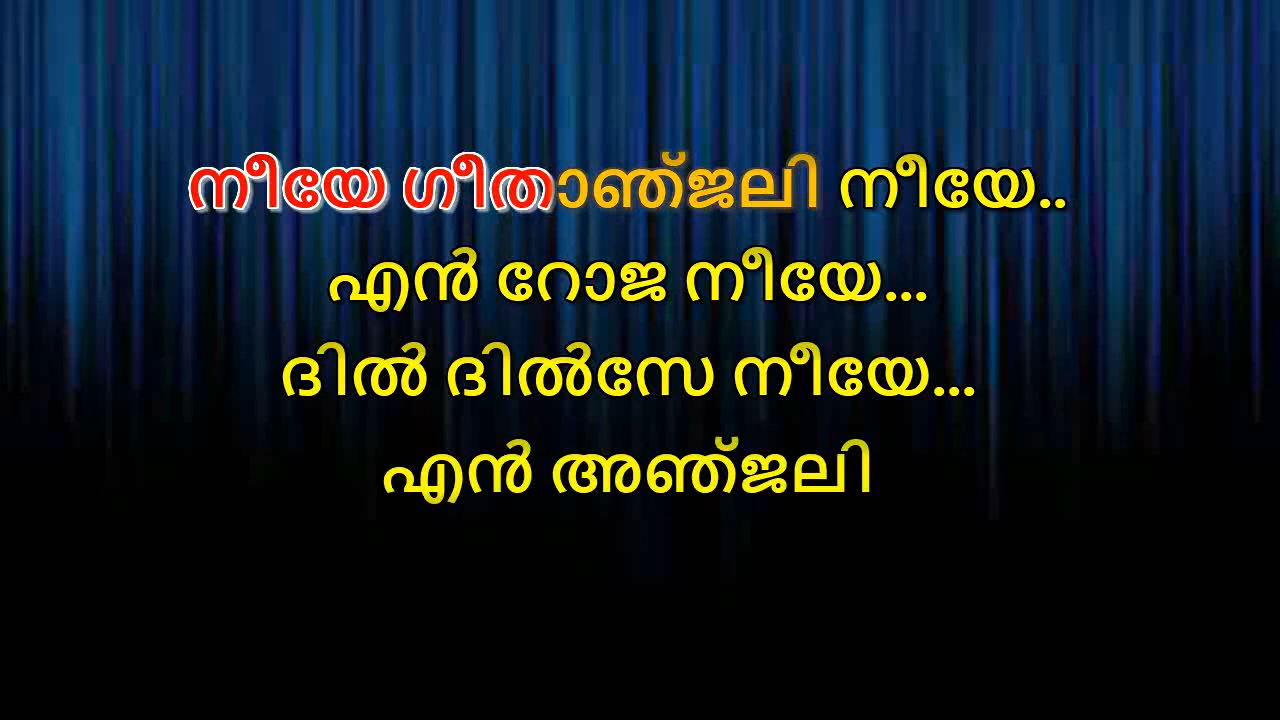 നീയേ ഗീതാഞ്ജലി നീയേ..
എൻ റോജ നീയേ...
ദിൽ ദിൽസേ നീയേ...
എൻ അഞ്ജലി